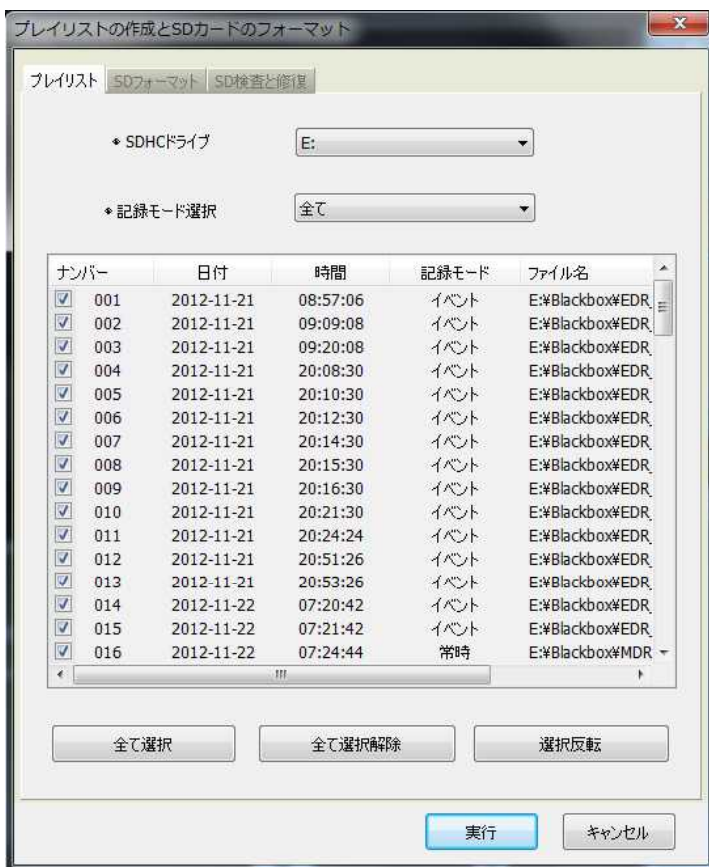 プレイリストの作成とSDカードのフォーマット
プレイリスト SDフォーマット SD検査と修復
◆ SDHCドライブ E:
◆ 記録モード選択 全て
ナンバー 日付 時間 記録モード ファイル名
001 2012-11-21 08:57:06 イベント E:¥Blackbox¥EDR_
002 2012-11-21 09:09:08 イベント E:¥Blackbox¥EDR_
003 2012-11-21 09:20:08 イベント E:¥Blackbox¥EDR_
004 2012-11-21 20:08:30 イベント E:¥Blackbox¥EDR_
005 2012-11-21 20:10:30 イベント E:¥Blackbox¥EDR_
006 2012-11-21 20:12:30 イベント E:¥Blackbox¥EDR_
007 2012-11-21 20:14:30 イベント E:¥Blackbox¥EDR_
008 2012-11-21 20:15:30 イベント E:¥Blackbox¥EDR_
009 2012-11-21 20:16:30 イベント E:¥Blackbox¥EDR_
010 2012-11-21 20:21:30 イベント E:¥Blackbox¥EDR_
011 2012-11-21 20:24:24 イベント E:¥Blackbox¥EDR_
012 2012-11-21 20:51:26 イベント E:¥Blackbox¥EDR_
013 2012-11-21 20:53:26 イベント E:¥Blackbox¥EDR_
014 2012-11-22 07:20:42 イベント E:¥Blackbox¥EDR_
015 2012-11-22 07:21:42 イベント E:¥Blackbox¥EDR_
016 2012-11-22 07:24:44 常時 E:¥Blackbox¥MDR
全て選択 全て選択解除 選択反転
実行 キャンセル